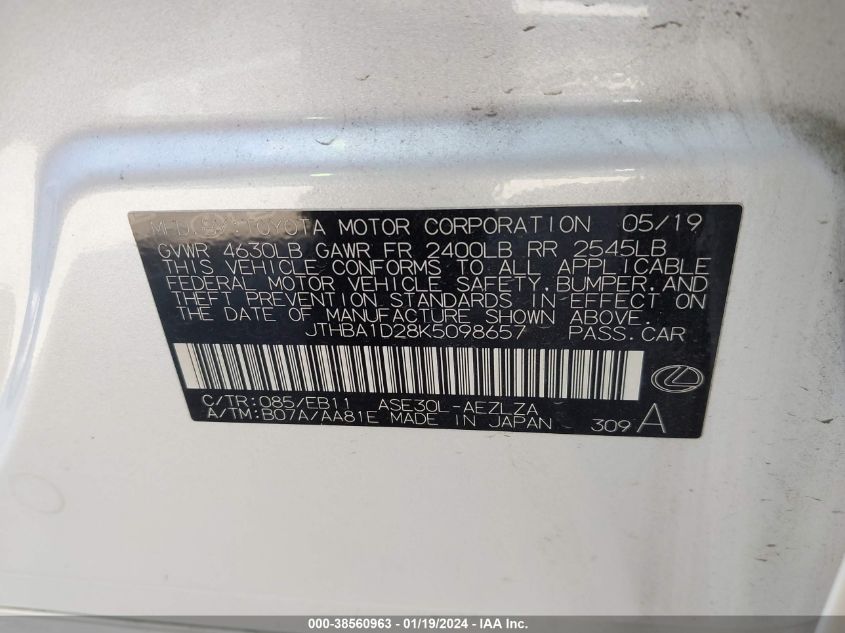 MFD BY: TOYOTA MOTOR CORPORATION 05/19
GVWR 4630LB GAWR FR 2400LB RR 2545LB
THIS VEHICLE CONFORMS TO ALL APPLICABLE
FEDERAL MOTOR VEHICLE SAFETY, BUMPER, AND
THEFT PREVENTION STANDARDS IN EFFECT ON
THE DATE OF MANUFACTURE SHOWN ABOVE.
JTHBA1D28K5098657 PASS. CAR
C/TR: 085/EB11 ASE30L-AEZLZA
A/TM: B07A/AA81E MADE IN JAPAN 309 A
000-38560963 - 01/19/2024 - IAA Inc.